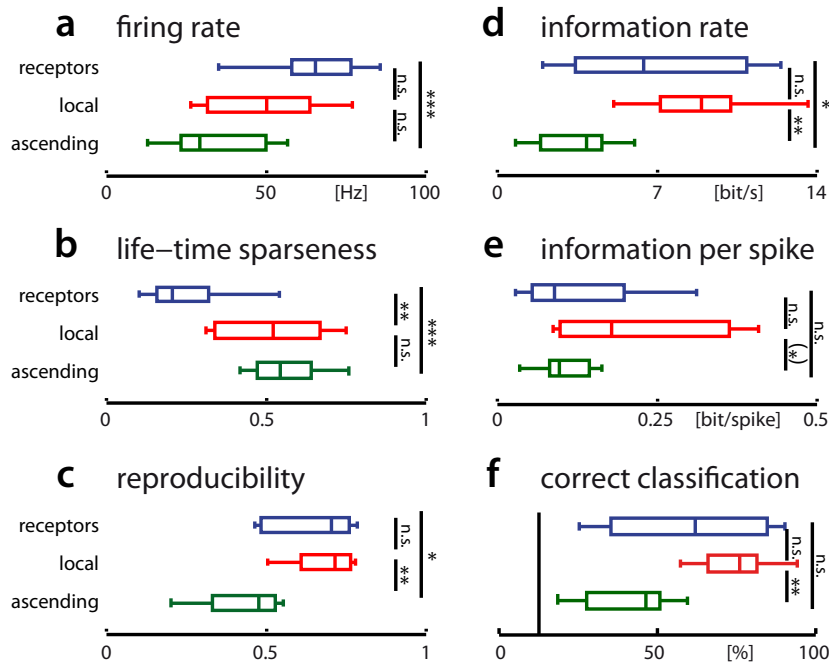 a firing rate
receptors
local
ascending
n.s.
n.s.
***
0 50 [Hz] 100
d information rate
n.s.
**
*
0 7 [bit/s] 14
b life-time sparseness
receptors
local
ascending
**
n.s.
***
0 0.5 1
e information per spike
n.s.
(*)
n.s.
0 0.25 [bit/spike] 0.5
c reproducibility
receptors
local
ascending
n.s.
**
*
0 0.5 1
f correct classification
n.s.
**
n.s.
0 50 [%] 100